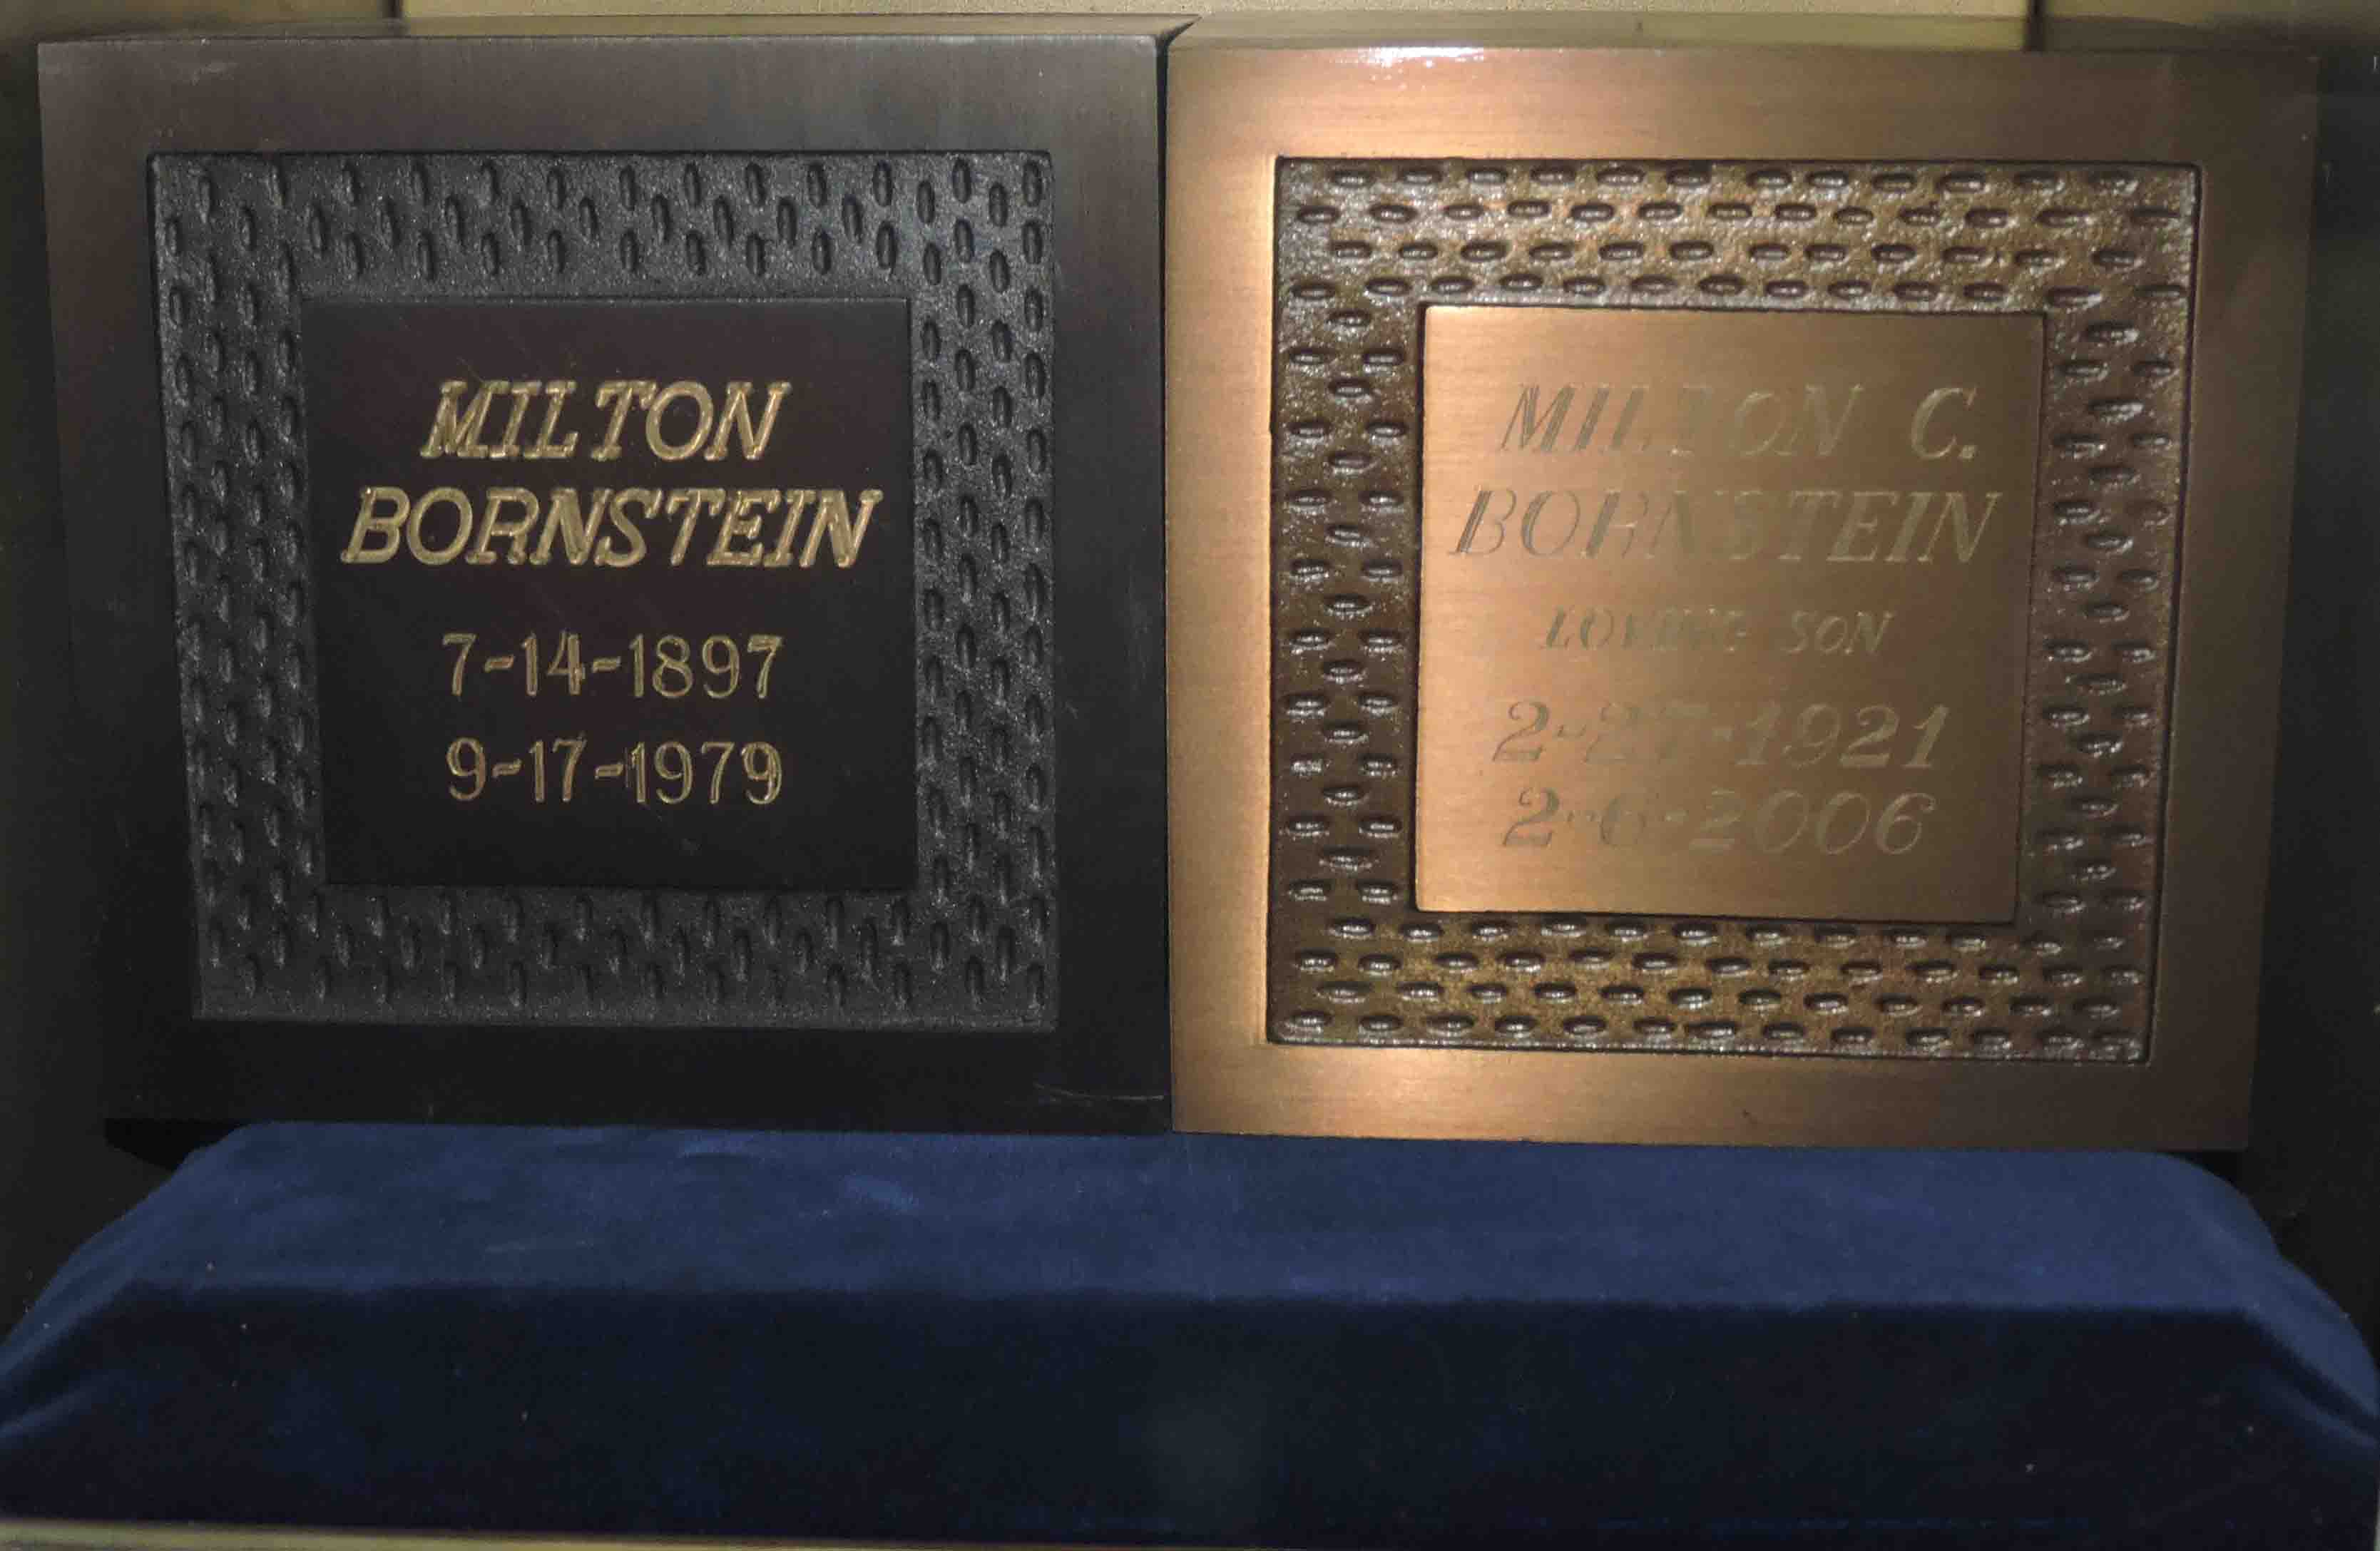 MILTON
BORNSTEIN
7-14-1897
9-17-1979
MILTON C.
BORNSTEIN
LOVING SON
2-27-1921
2-6-2006